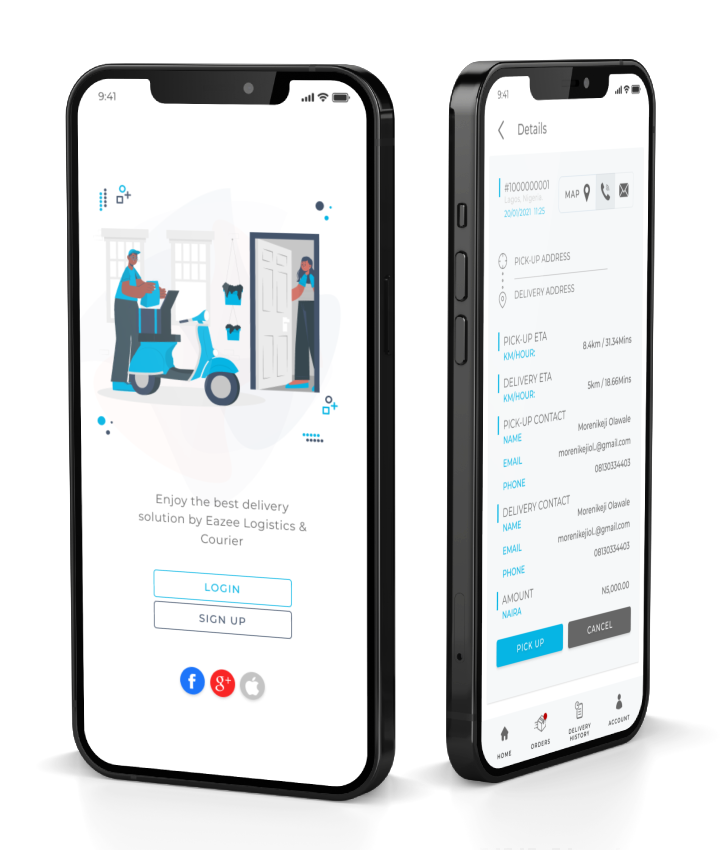 9:41
Enjoy the best delivery
solution by Eazee Logistics &
Courier
LOGIN
SIGN UP
f
g+
9:41
Details
#1000000001
Lagos, Nigeria
20/01/2021 11:25
MAP
PICK-UP ADDRESS
DELIVERY ADDRESS
PICK-UP ETA
KM/HOUR:
8.4km / 31.34Mins
DELIVERY ETA
KM/HOUR:
5km / 18.66Mins
PICK-UP CONTACT
NAME
Morenikeji Olawale
EMAIL
morenikejiol..@gmail.com
PHONE
08130334403
DELIVERY CONTACT
NAME
Morenikeji Olawale
EMAIL
morenikejiol..@gmail.com
PHONE
08130334403
AMOUNT
NAIRA
N5,000.00
PICK UP
CANCEL
HOME
ORDERS
DELIVERY
HISTORY
ACCOUNT